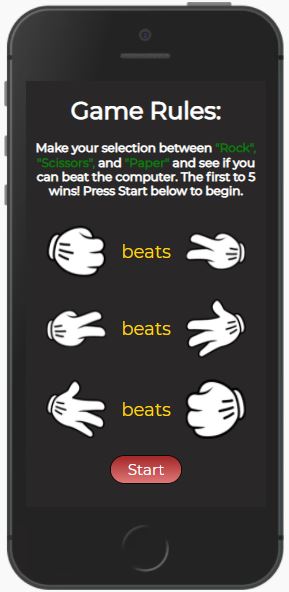 Game Rules:
Make your selection between "Rock",
"Scissors", and "Paper" and see if you
can beat the computer. The first to 5
wins! Press Start below to begin.
beats
beats
beats
Start